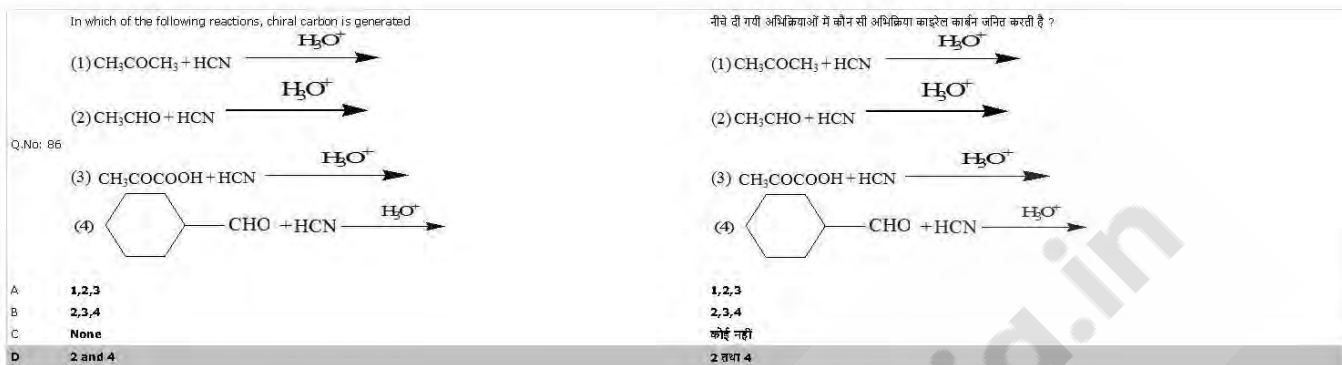 In which of the following reactions, chiral carbon is generated
(1) CH₃COCH₃ + HCN H₃O⁺
(2) CH₃CHO + HCN H₃O⁺
Q.No: 86
(3) CH₃COCOOH + HCN H₃O⁺
(4) CHO + HCN H₃O⁺
A 1,2,3
B 2,3,4
C None
D 2 and 4
नीचे दी गयी अभिक्रियाओं में कौन सी अभिक्रिया काइरेल कार्बन जनित करती है ?
(1) CH₃COCH₃ + HCN H₃O⁺
(2) CH₃CHO + HCN H₃O⁺
(3) CH₃COCOOH + HCN H₃O⁺
(4) CHO + HCN H₃O⁺
1,2,3
2,3,4
कोई नहीं
2 तथा 4